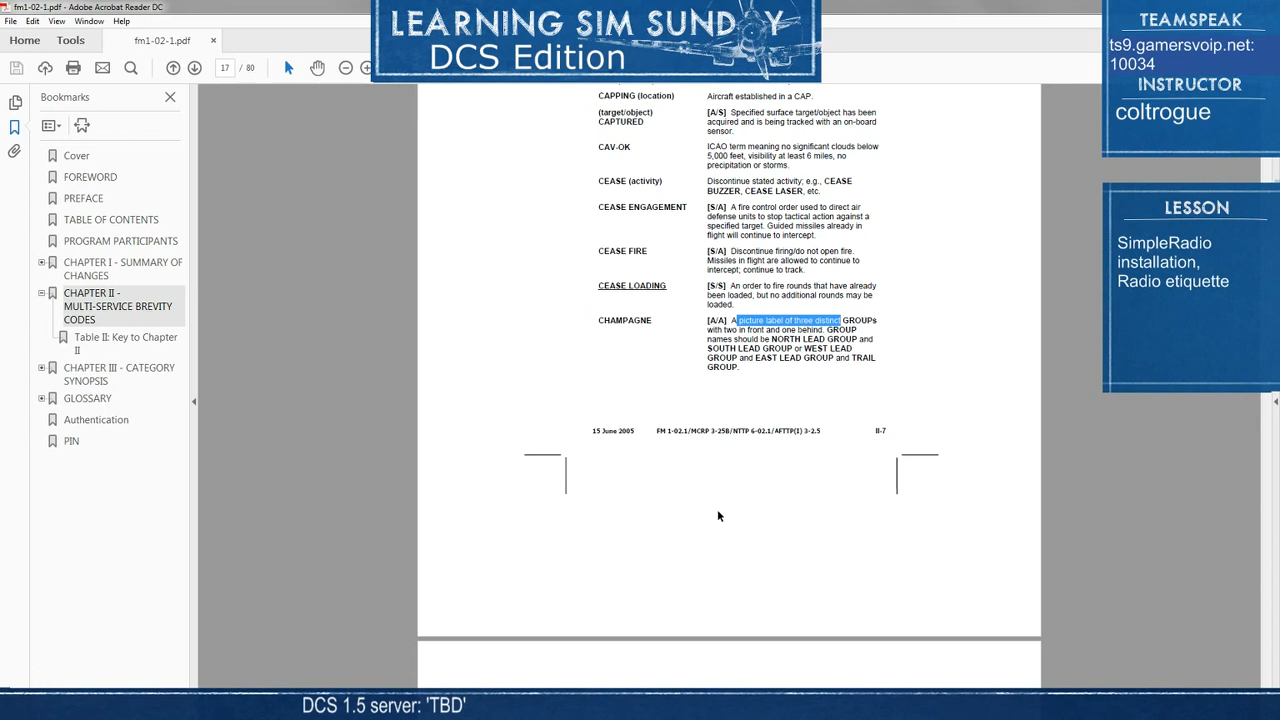 fm1-02-1.pdf - Adobe Acrobat Reader DC
File Edit View Window Help
Home Tools
fm1-02-1.pdf ×
17 / 80
Bookmarks
Cover
FOREWORD
PREFACE
TABLE OF CONTENTS
PROGRAM PARTICIPANTS
CHAPTER I - SUMMARY OF
CHANGES
CHAPTER II -
MULTI-SERVICE BREVITY
CODES
Table II: Key to Chapter
II
CHAPTER III - CATEGORY
SYNOPSIS
GLOSSARY
Authentication
PIN
LEARNING SIM SUND Y
DCS Edition
CAPPING (location) Aircraft established in a CAP.
(target/object) [A/S] Specified surface target/object has been
CAPTURED acquired and is being tracked with an on-board
sensor.
CAV-OK ICAO term meaning no significant clouds below
5,000 feet, visibility at least 6 miles, no
precipitation or storms.
CEASE (activity) Discontinue stated activity; e.g., CEASE
BUZZER, CEASE LASER, etc.
CEASE ENGAGEMENT [S/A] A fire control order used to direct air
defense units to stop tactical action against a
specified target. Guided missiles already in
flight will continue to intercept.
CEASE FIRE [S/A] Discontinue firing/do not open fire.
Missiles in flight are allowed to continue to
intercept; continue to track.
CEASE LOADING [S/S] An order to fire rounds that have already
been loaded, but no additional rounds may be
loaded.
CHAMPAGNE [A/A] A picture label of three distinct GROUPs
with two in front and one behind. GROUP
names should be NORTH LEAD GROUP and
SOUTH LEAD GROUP or WEST LEAD
GROUP and EAST LEAD GROUP and TRAIL
GROUP.
15 June 2005 FM 1-02.1/MCRP 3-25B/NTTP 6-02.1/AFTTP(I) 3-2.5 II-7
TEAMSPEAK
ts9.gamersvoip.net:
10034
INSTRUCTOR
coltrogue
LESSON
SimpleRadio
installation,
Radio etiquette
DCS 1.5 server: 'TBD'